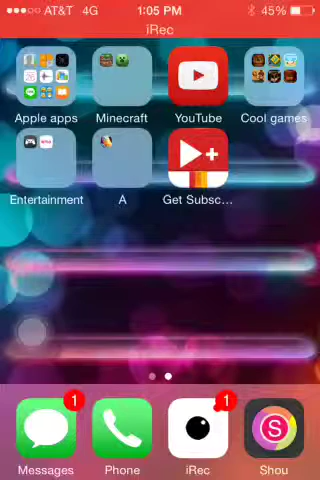 AT&T 4G 1:05 PM 45%
iRec
Apple apps Minecraft YouTube Cool games
Entertainment A Get Subsc...
1 1
Messages Phone iRec Shou
S